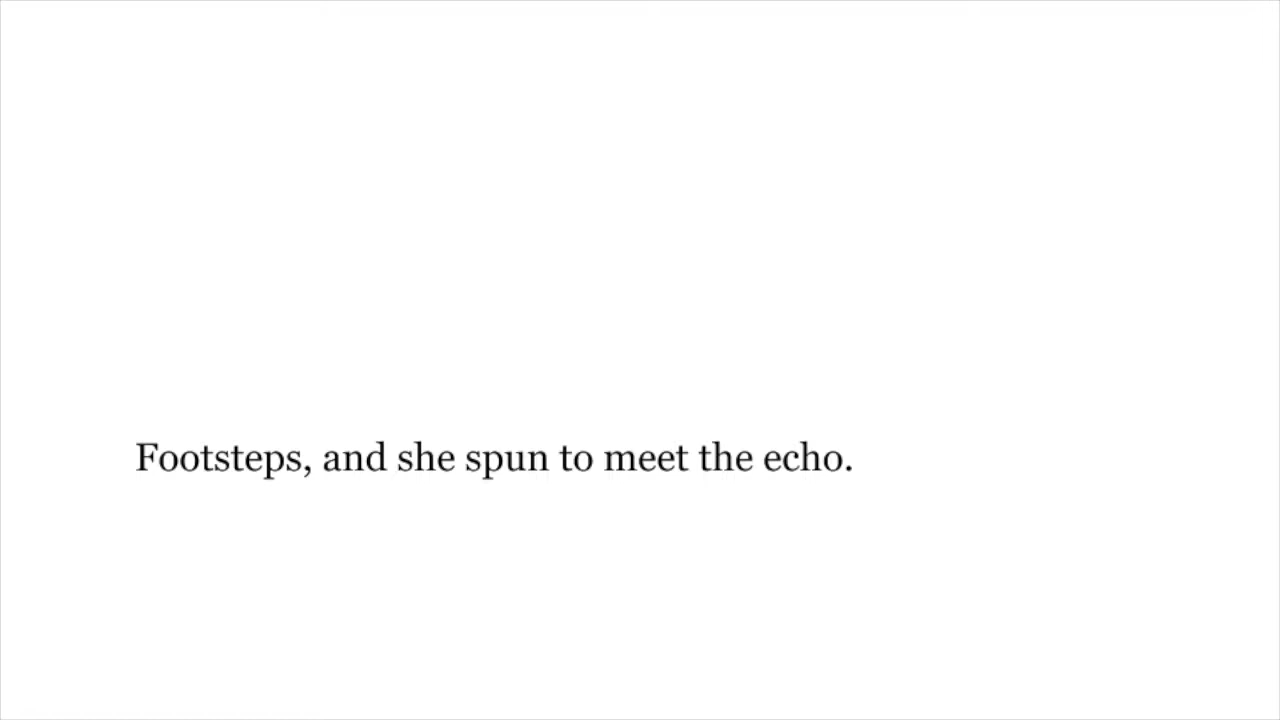 Footsteps, and she spun to meet the echo.